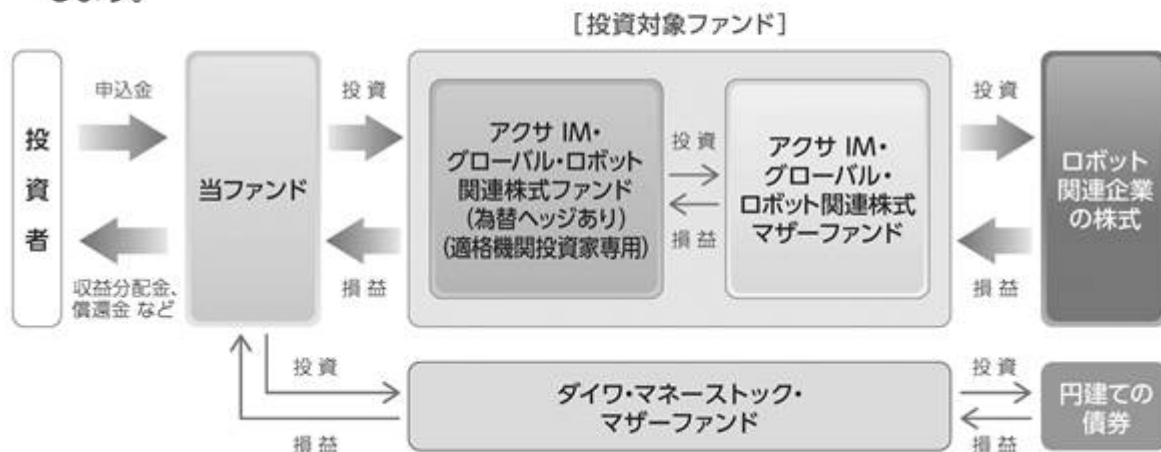 します。
[投資対象ファンド]
投
資
者
申込金
収益分配金、
償還金 など
当ファンド
投 資
損 益
アクサ IM・
グローバル・ロボット
関連株式ファンド
(為替ヘッジあり)
(適格機関投資家専用)
投 資
損 益
アクサ IM・
グローバル・
ロボット関連株式
マザーファンド
投 資
損 益
ロボット
関連企業
の株式
投 資
損 益
ダイワ・マネーストック・
マザーファンド
投 資
損 益
円建ての
債券